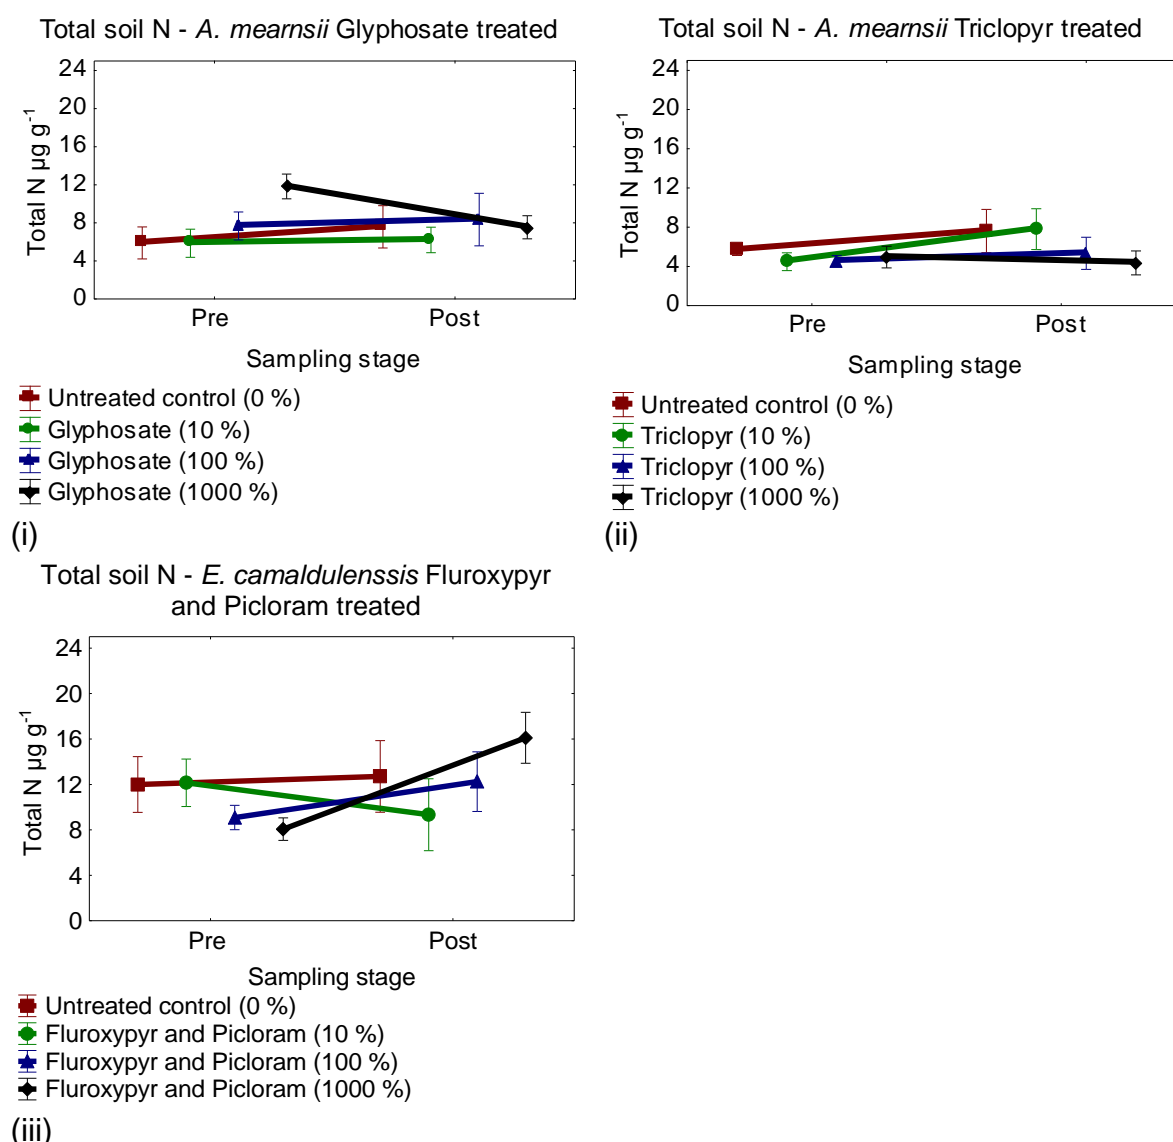 Total soil N - A. mearnsii Glyphosate treated
24
20
16
12
8
4
0
Total N µg g-1
Pre Post
Sampling stage
Untreated control (0 %)
Glyphosate (10 %)
Glyphosate (100 %)
Glyphosate (1000 %)
(i)
Total soil N - A. mearnsii Triclopyr treated
24
20
16
12
8
4
0
Total N µg g-1
Pre Post
Sampling stage
Untreated control (0 %)
Triclopyr (10 %)
Triclopyr (100 %)
Triclopyr (1000 %)
(ii)
Total soil N - E. camaldulenssis Fluroxypyr
and Picloram treated
24
20
16
12
8
4
0
Total N µg g-1
Pre Post
Sampling stage
Untreated control (0 %)
Fluroxypyr and Picloram (10 %)
Fluroxypyr and Picloram (100 %)
Fluroxypyr and Picloram (1000 %)
(iii)